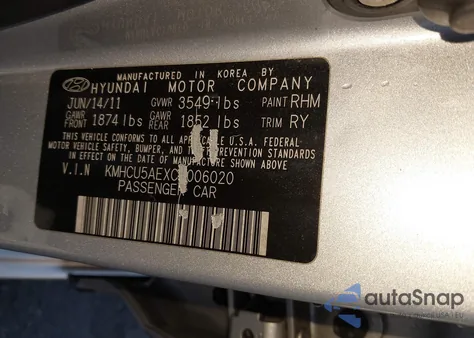 MANUFACTURED IN KOREA BY
HYUNDAI MOTOR COMPANY
JUN/14/11 GVWR 3549 lbs PAINT RHM
GAWR FRONT 1874 lbs GAWR REAR 1852 lbs TRIM RY
THIS VEHICLE CONFORMS TO ALL APPLICABLE U.S.A. FEDERAL
MOTOR VEHICLE SAFETY, BUMPER AND THEFT PREVENTION STANDARDS
IN EFFECT ON THE DATE OF MANUFACTURE SHOWN ABOVE.
V.I.N KMHCU5AEXC 006020
PASSENGER CAR
autoSnap